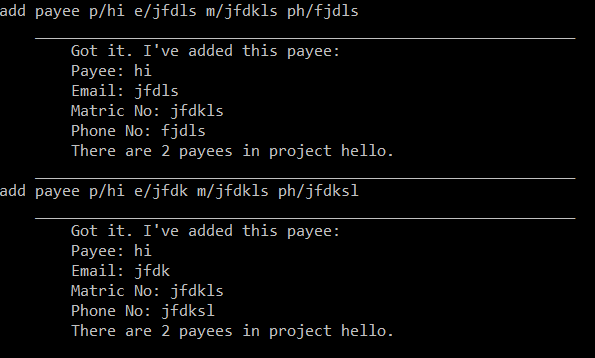 add payee p/hi e/jfdls m/jfdkls ph/fjdls
____________________________________________________________
Got it. I've added this payee:
Payee: hi
Email: jfdls
Matric No: jfdkls
Phone No: fjdls
There are 2 payees in project hello.
____________________________________________________________
add payee p/hi e/jfdk m/jfdkls ph/jfdksl
____________________________________________________________
Got it. I've added this payee:
Payee: hi
Email: jfdk
Matric No: jfdkls
Phone No: jfdksl
There are 2 payees in project hello.